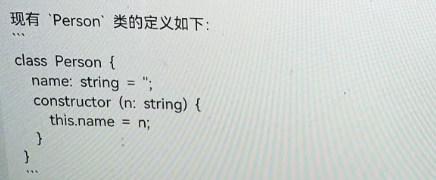 现有 `Person` 类的定义如下：
```
class Person {
name: string = '';
constructor (n: string) {
this.name = n;
}
}
```